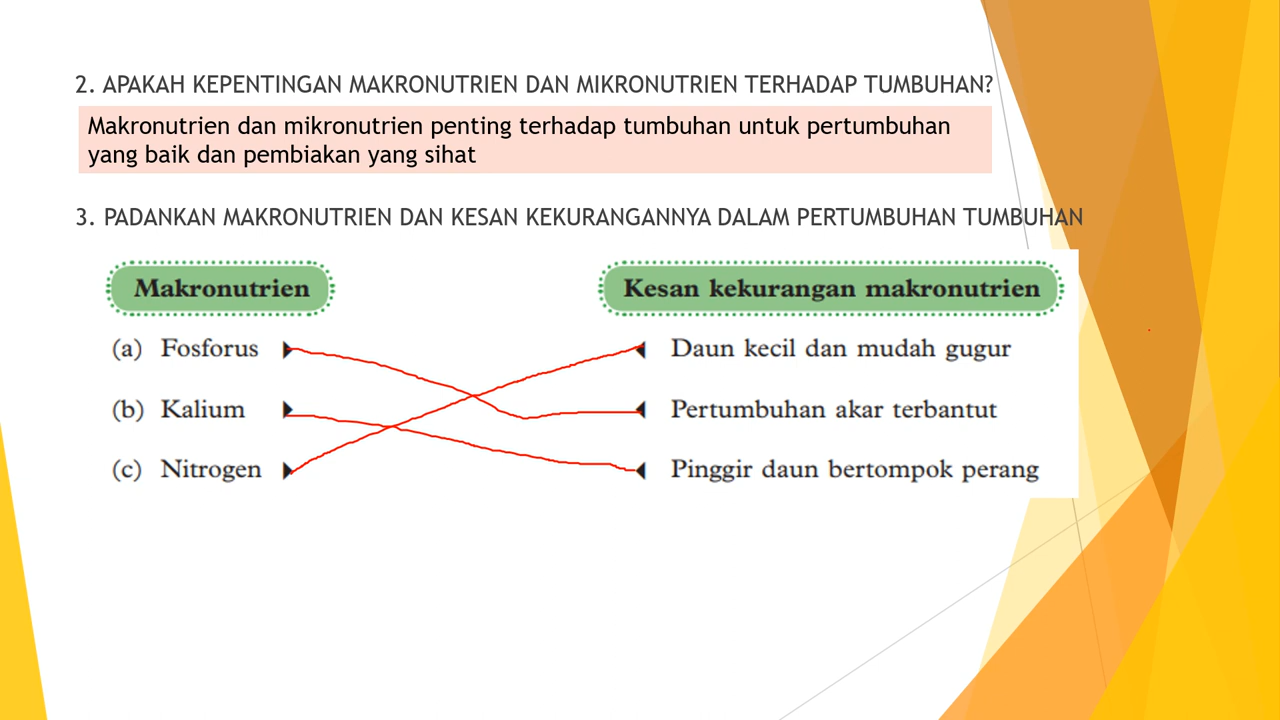 2. APAKAH KEPENTINGAN MAKRONUTRIEN DAN MIKRONUTRIEN TERHADAP TUMBUHAN?
Makronutrien dan mikronutrien penting terhadap tumbuhan untuk pertumbuhan
yang baik dan pembiakan yang sihat
3. PADANKAN MAKRONUTRIEN DAN KESAN KEKURANGANNYA DALAM PERTUMBUHAN TUMBUHAN
Makronutrien Kesan kekurangan makronutrien
(a) Fosforus Daun kecil dan mudah gugur
(b) Kalium Pertumbuhan akar terbantut
(c) Nitrogen Pinggir daun bertompok perang